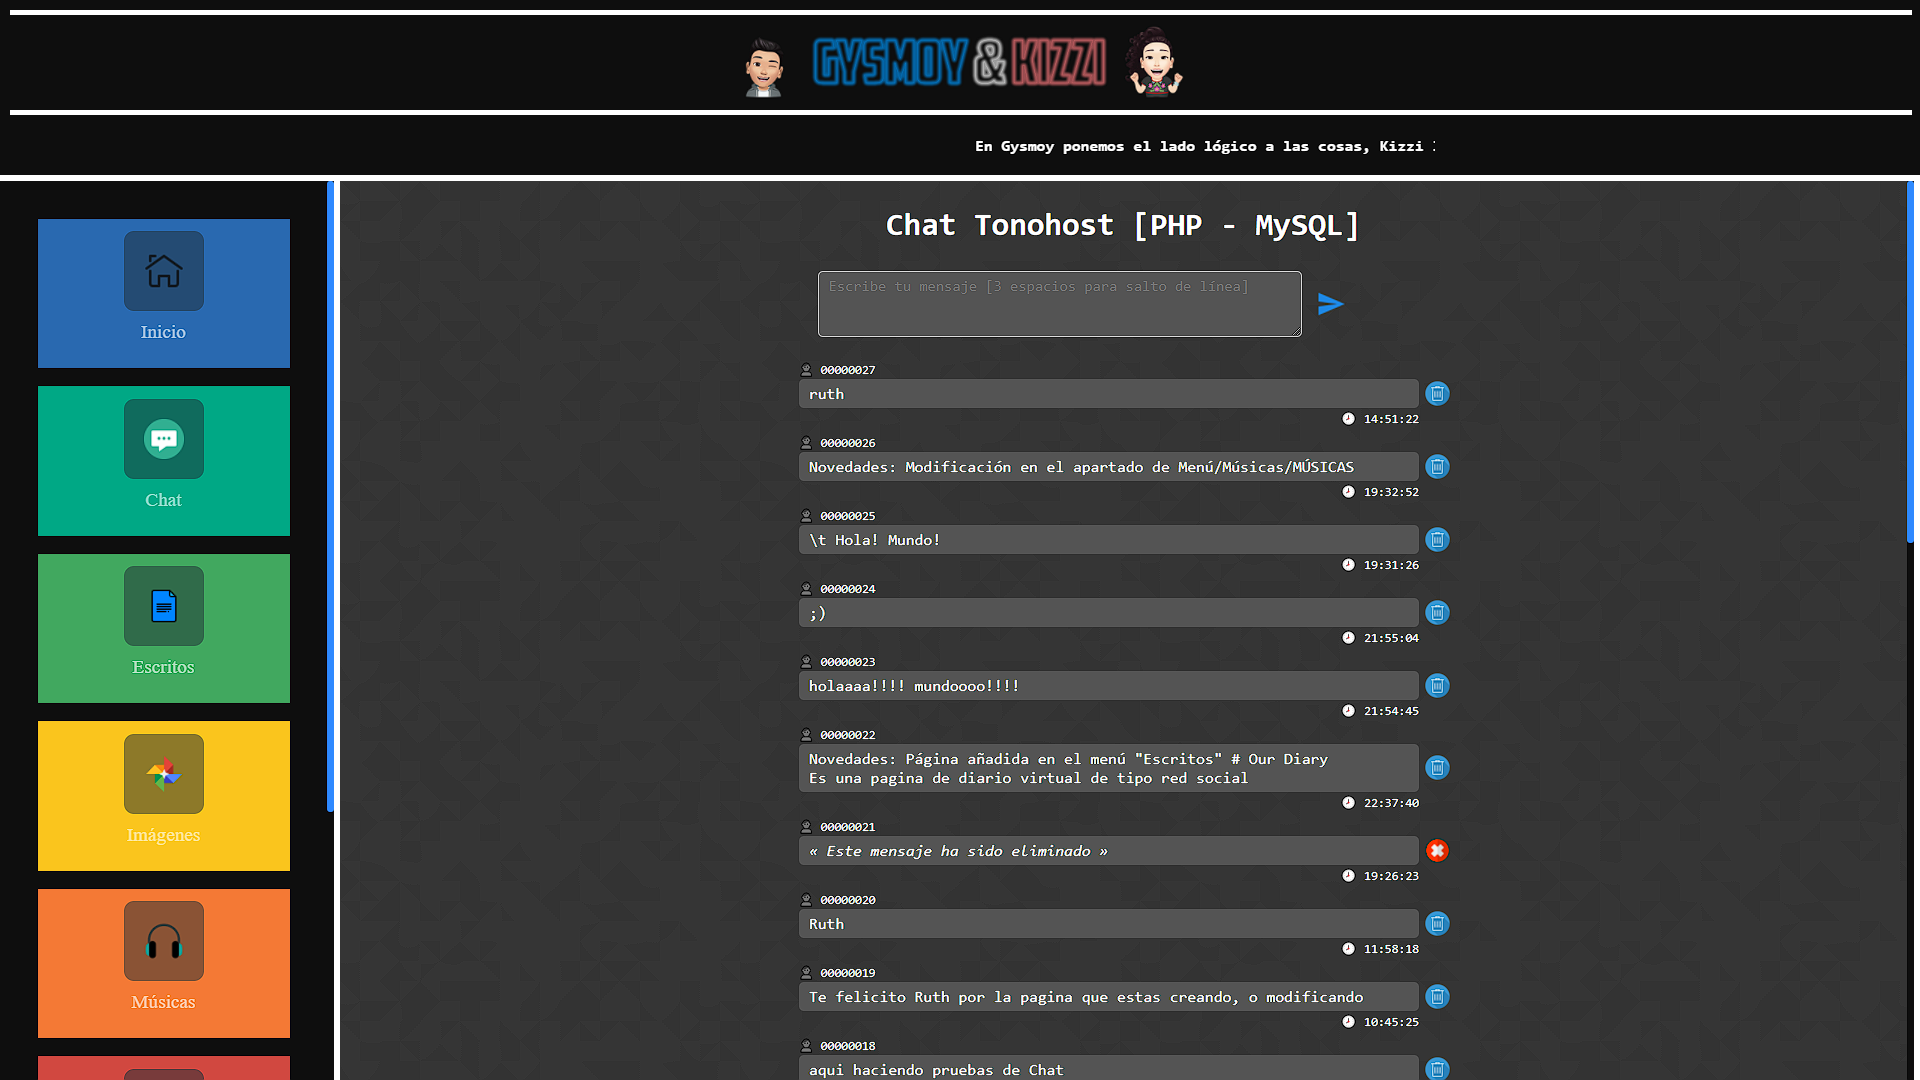 GYSMOY & KIZZI
En Gysmoy ponemos el lado lógico a las cosas, Kizzi
Inicio
Chat
Escritos
Imágenes
Músicas
Chat Tonohost [PHP - MySQL]
Escribe tu mensaje [3 espacios para salto de línea]
00000027
ruth
14:51:22
00000026
Novedades: Modificación en el apartado de Menú/Músicas/MÚSICAS
19:32:52
00000025
\t Hola! Mundo!
19:31:26
00000024
;)
21:55:04
00000023
holaaaa!!!! mundoooo!!!!
21:54:45
00000022
Novedades: Página añadida en el menú "Escritos" # Our Diary
Es una pagina de diario virtual de tipo red social
22:37:40
00000021
« Este mensaje ha sido eliminado »
19:26:23
00000020
Ruth
11:58:18
00000019
Te felicito Ruth por la pagina que estas creando, o modificando
10:45:25
00000018
aqui haciendo pruebas de Chat